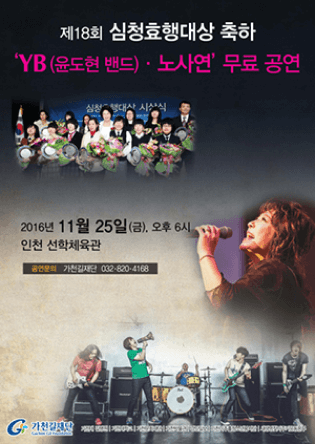 제18회 심청효행대상 축하
'YB (윤도현 밴드) · 노사연' 무료 공연
심청효행대상 시상식
2016년 11월 25일(금), 오후 6시
인천 선학체육관
공연문의 가천길재단 032-820-4168
가천길재단